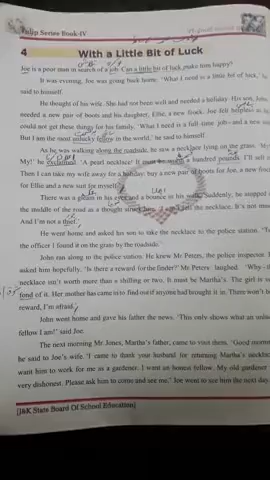 Tulip Series Book-IV
4 With a Little Bit of Luck
Joe is a poor man in search of a job. Can a little bit of luck make him happy?
It was evening, Joe was going back home. 'What I need is a little bit of luck,' he
said to himself.
He thought of his wife. She had not been well and needed a holiday. His son, John,
needed a new pair of boots and his daughter, Ellie, a new frock. Joe felt helpless as he
could not get these things for his family. 'What I need is a full-time job -and a new suit
But I am the most unlucky fellow in the world,' he said to himself.
As he was walking along the roadside, he saw a necklace lying on the grass. 'My
My!' he exclaimed. 'A pearl necklace! It must be worth a hundred pounds. I'll sell it
Then I can take my wife away for a holiday: buy a new pair of boots for Joe, a new frock
for Ellie and a new suit for myself.'
There was a gleam in his eyes and a bounce in his Suddenly, he stopped in
the middle of the road as a thought struck the necklace. It's not mine
And I'm not a thief.'
He went home and asked his son to take the necklace to the police station. 'Tell
the officer I found it on the grass by the roadside.'
John ran along to the police station. He knew Mr Peters, the police inspector. He
asked him hopefully. 'Is there a reward for the finder?' Mr Peters laughed. 'Why - the
necklace isn't worth more than a shilling or two. It must be Martha's. The girl is very
fond of it. Her mother has came in to find out if anyone had brought it in. There won't be a
reward, I'm afraid.'
John went home and gave his father the news. 'This only shows what an unlucky
fellow I am!' said Joe.
The next morning Mr Jones, Martha's father, came to your them. 'Good morning
he said to Joe's wife. 'I came to thank your husband for returning Martha's necklace
want him to work for me as a gardener. I want an honest fellow. My old gardener
very dishonest. Please ask him to come and see me.' Joe went to see him the next day.
[J&K State Board Of School Education]